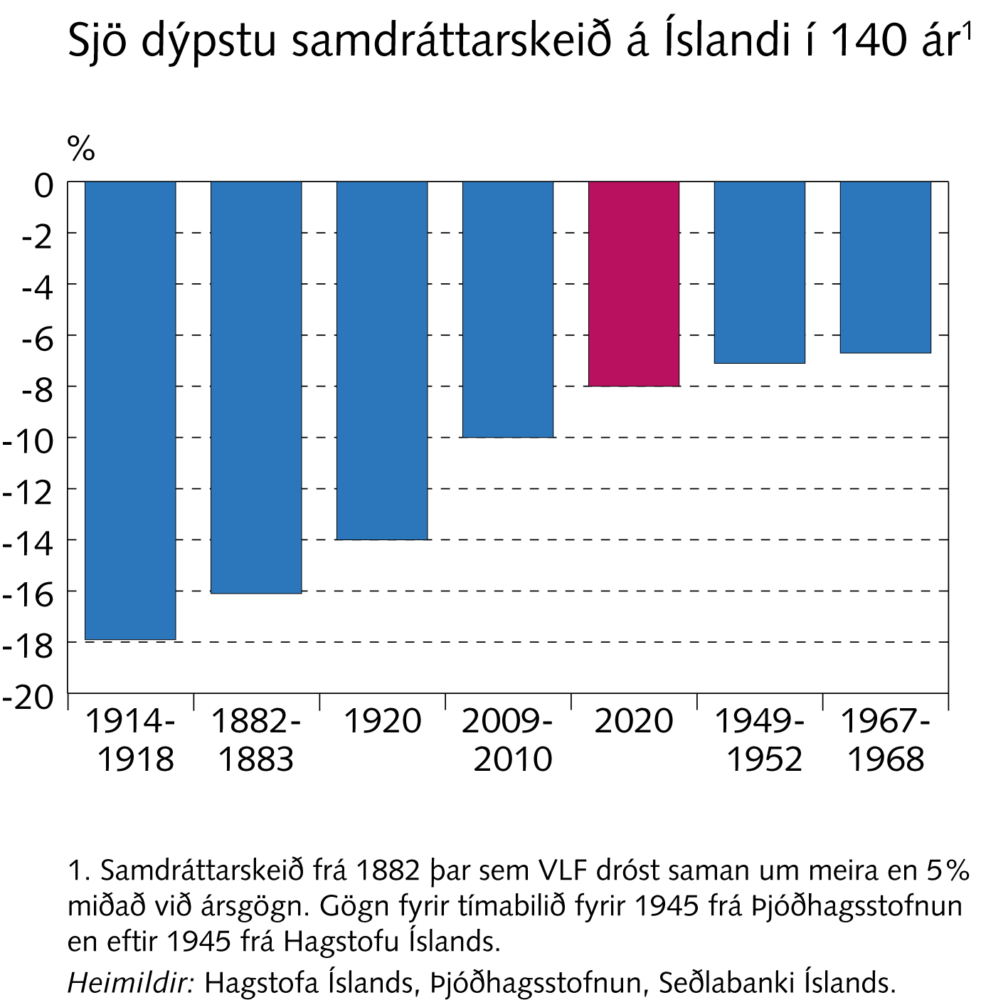 Sjö dýpstu samdráttarskeið á Íslandi í 140 ár¹
%
0
-2
-4
-6
-8
-10
-12
-14
-16
-18
-20
1914- 1882- 1920 2009- 2020 1949- 1967-
1918 1883 2010 1952 1968
1. Samdráttarskeið frá 1882 þar sem VLF dróst saman um meira en 5%
miðað við ársgögn. Gögn fyrir tímabilið fyrir 1945 frá Þjóðhagsstofnun
en eftir 1945 frá Hagstofu Íslands.
Heimildir: Hagstofa Íslands, Þjóðhagsstofnun, Seðlabanki Íslands.